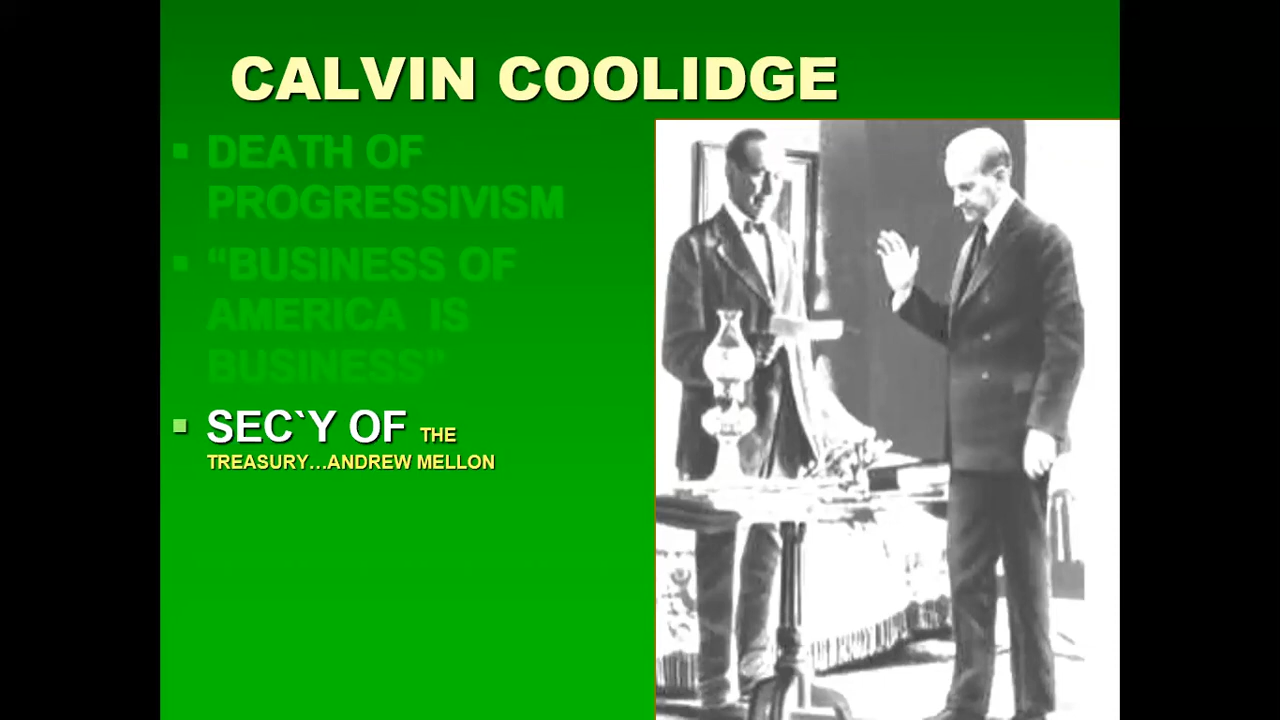 CALVIN COOLIDGE
DEATH OF
PROGRESSIVISM
“BUSINESS OF
AMERICA IS
BUSINESS”
SEC`Y OF THE
TREASURY…ANDREW MELLON